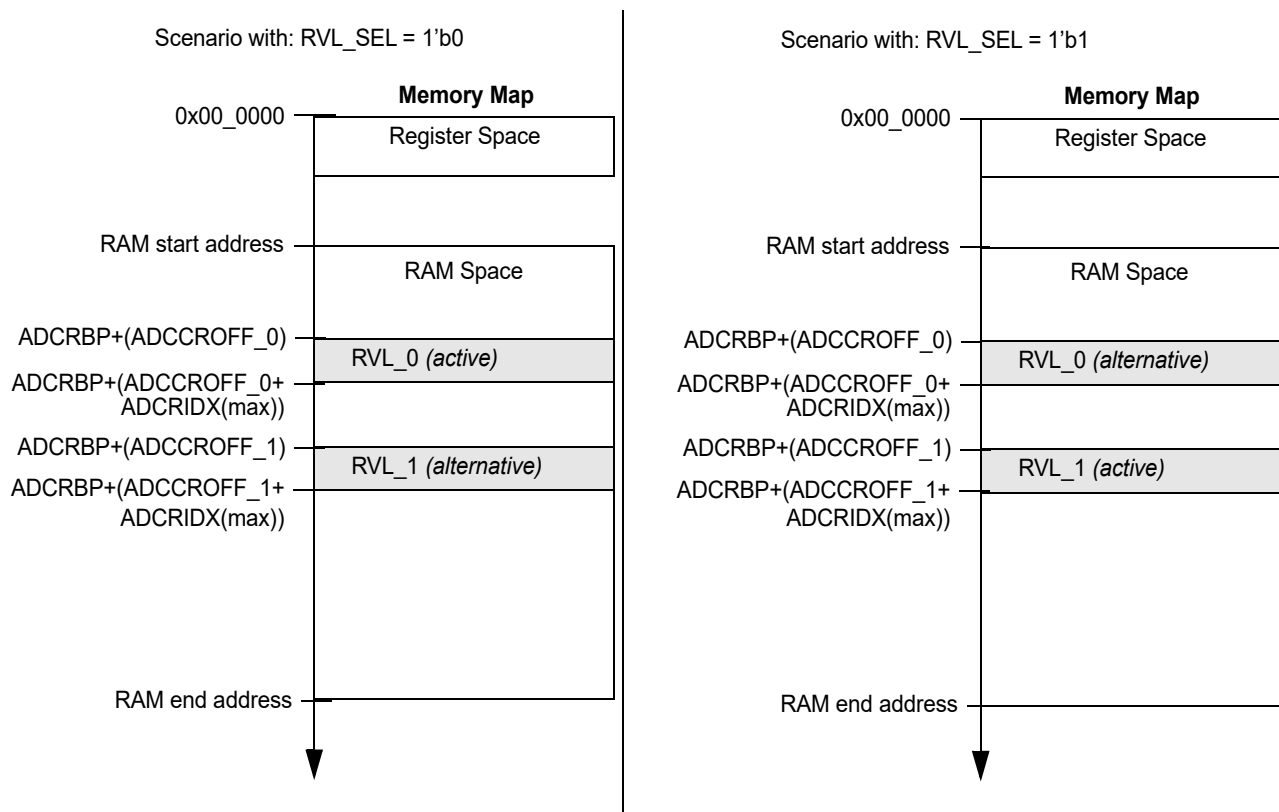 Scenario with: RVL_SEL = 1’b0
Memory Map
0x00_0000
Register Space
RAM start address
RAM Space
ADCRBP+(ADCCROFF_0)
RVL_0 (active)
ADCRBP+(ADCCROFF_0+
ADCRIDX(max))
ADCRBP+(ADCCROFF_1)
RVL_1 (alternative)
ADCRBP+(ADCCROFF_1+
ADCRIDX(max))
RAM end address
Scenario with: RVL_SEL = 1’b1
Memory Map
0x00_0000
Register Space
RAM start address
RAM Space
ADCRBP+(ADCCROFF_0)
RVL_0 (alternative)
ADCRBP+(ADCCROFF_0+
ADCRIDX(max))
ADCRBP+(ADCCROFF_1)
RVL_1 (active)
ADCRBP+(ADCCROFF_1+
ADCRIDX(max))
RAM end address